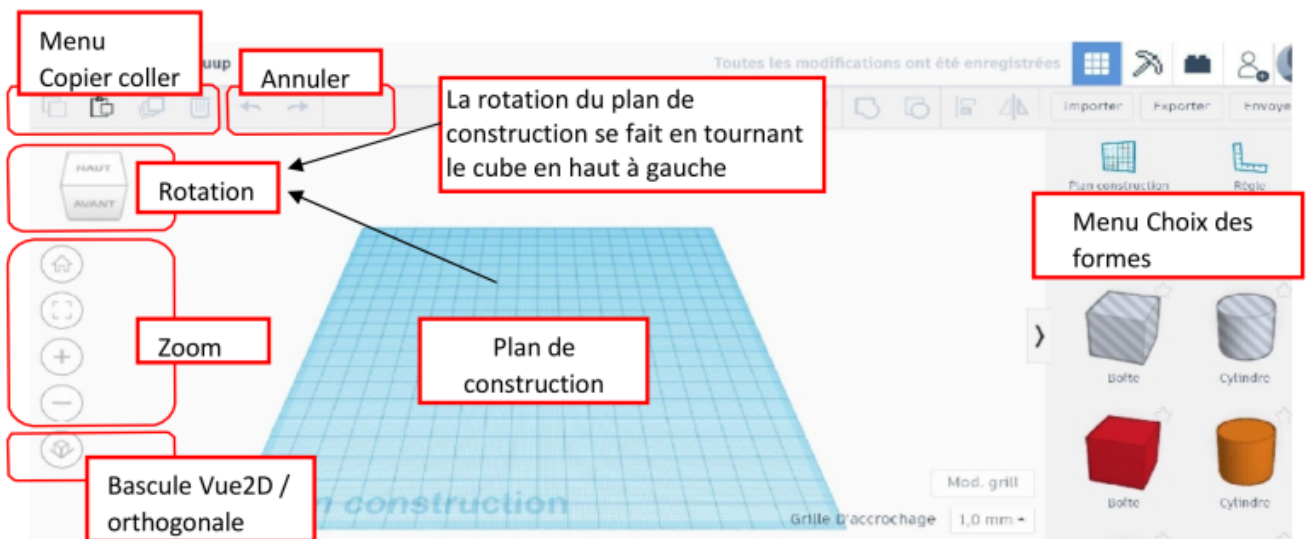 Menu
Copier coller
uup
Annuler
Toutes les modifications ont été enregistrées
La rotation du plan de
construction se fait en tournant
le cube en haut à gauche
Importer
Exporter
Envoye
HAUT
AVANT
Rotation
Plan construction
Règle
Menu Choix des
formes
Zoom
Plan de
construction
Boîte
Cylindre
Bascule Vue2D /
orthogonale
n construction
Mod. grill
Grille D'accrochage
1,0 mm
Boîte
Cylindre